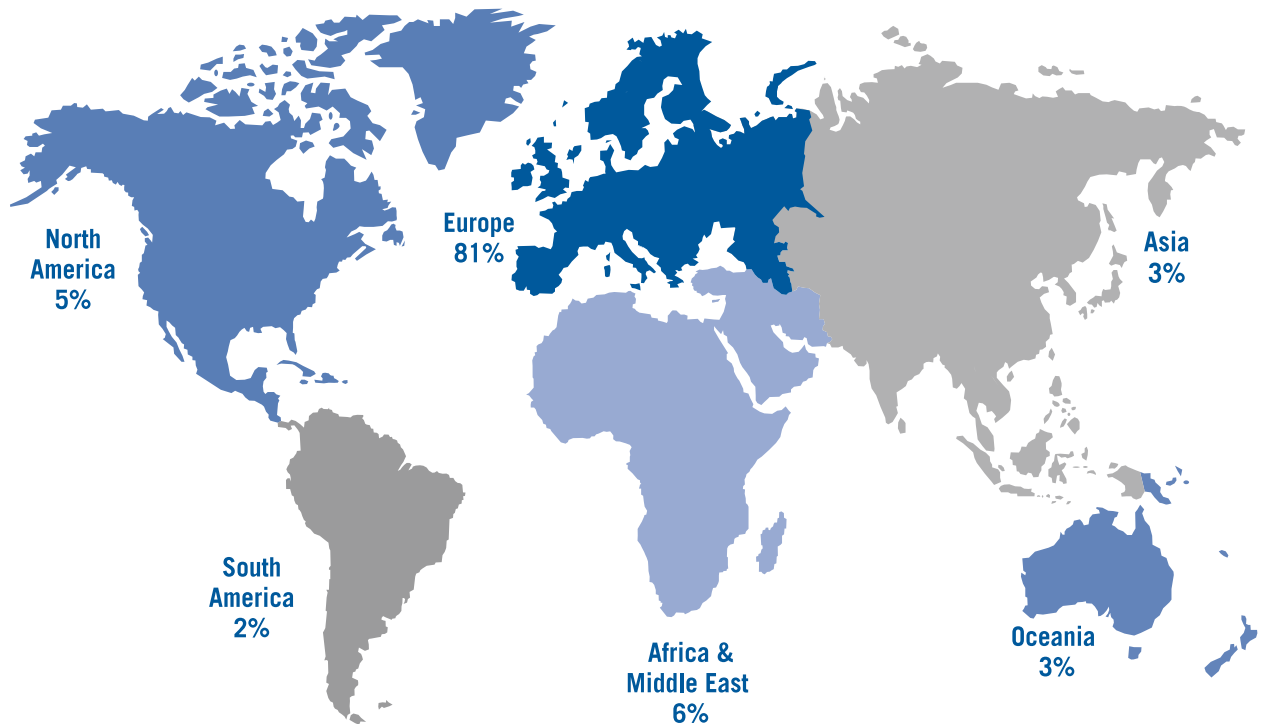 North
America
5%
Europe
81%
Asia
3%
South
America
2%
Africa &
Middle East
6%
Oceania
3%